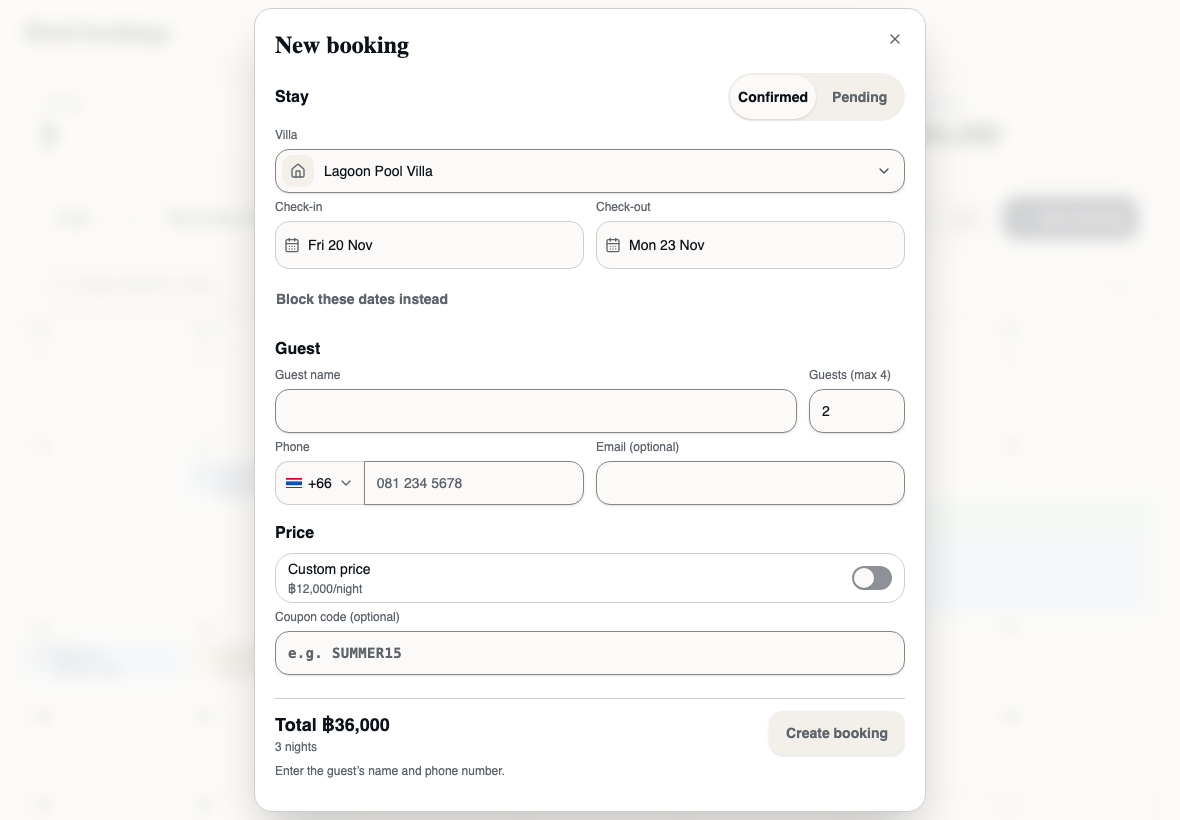 New booking
Stay
Confirmed
Pending
Villa
Lagoon Pool Villa
Check-in
Check-out
Fri 20 Nov
Mon 23 Nov
Block these dates instead
Guest
Guest name
Guests (max 4)
2
Phone
Email (optional)
+66
081 234 5678
Price
Custom price
฿12,000/night
Coupon code (optional)
e.g. SUMMER15
Total ฿36,000
3 nights
Create booking
Enter the guest’s name and phone number.